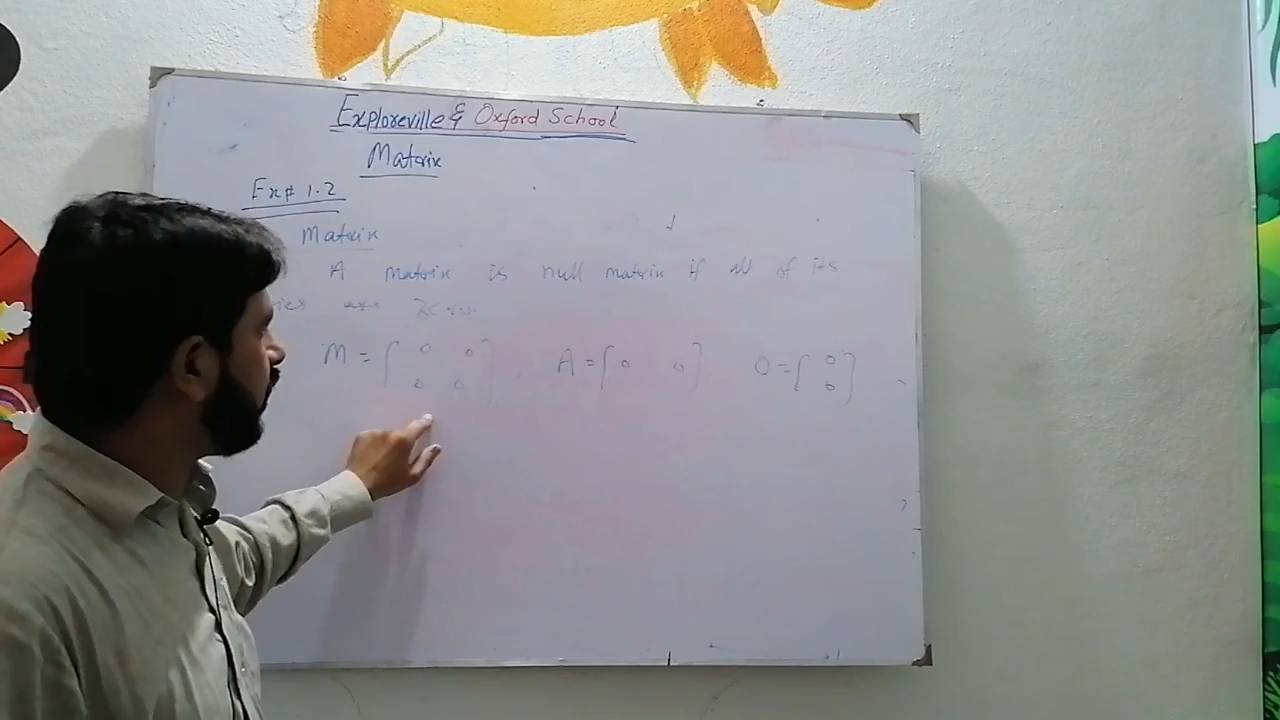 Exploreville & Oxford School
Matrix
Ex# 1.2
Matrix
A matrix is null matrix if all of its
are Zeros.
M = [ 0 0 A = [ 0 0 ] O = [ 0
0 0 ] 0 ]